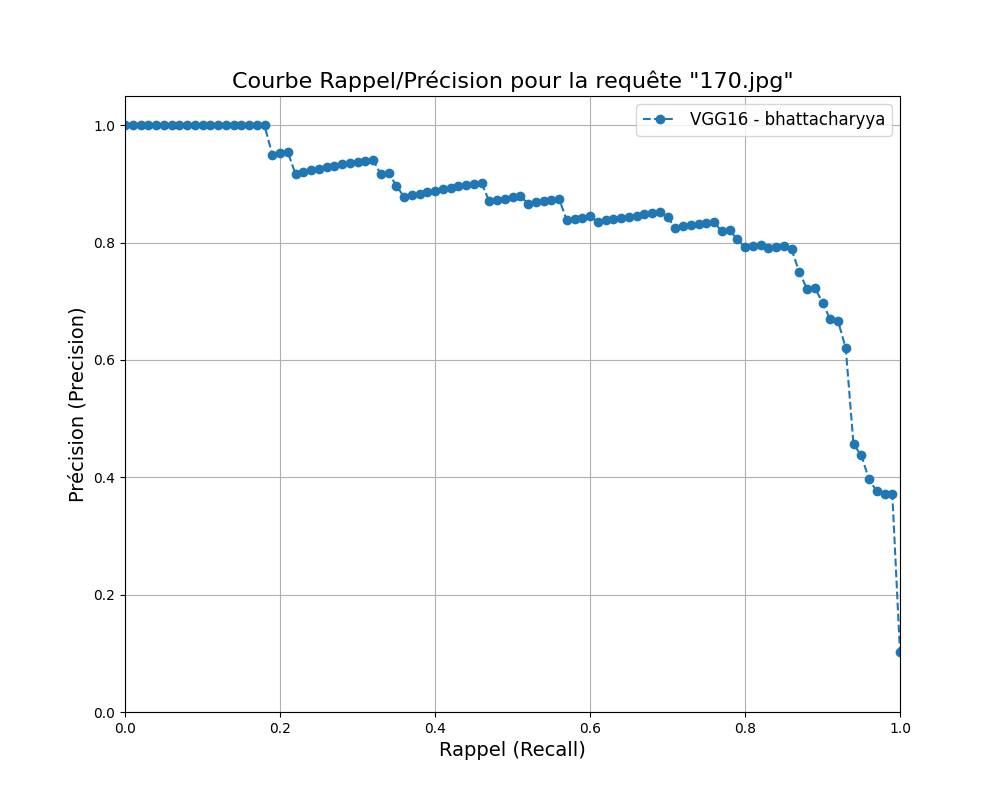 Courbe Rappel/Précision pour la requête "170.jpg"
VGG16 - bhattacharyya
Précision (Precision)
1.0
0.8
0.6
0.4
0.2
0.0
0.0 0.2 0.4 0.6 0.8 1.0
Rappel (Recall)